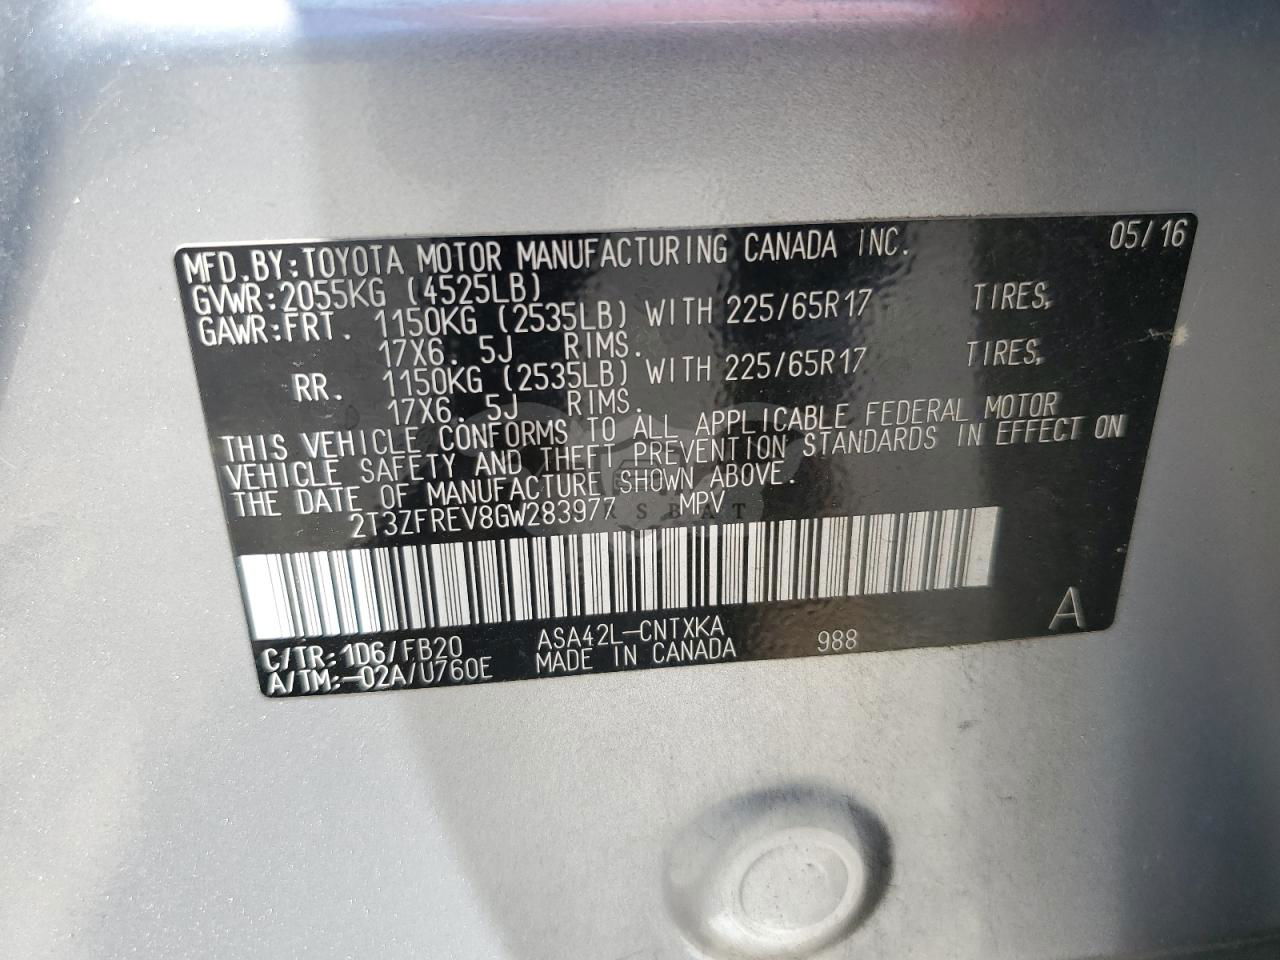 MFD.BY:TOYOTA MOTOR MANUFACTURING CANADA INC. 05/16
GVWR:2055KG (4525LB)
GAWR:FRT. 1150KG (2535LB) WITH 225/65R17 TIRES,
17X6. 5J RIMS.
RR. 1150KG (2535LB) WITH 225/65R17 TIRES,
17X6. 5J RIMS.
THIS VEHICLE CONFORMS TO ALL APPLICABLE FEDERAL MOTOR
VEHICLE SAFETY AND THEFT PREVENTION STANDARDS IN EFFECT ON
THE DATE OF MANUFACTURE SHOWN ABOVE.
2T3ZFREV8GW283977 MPV
A
C/TR:1D6/FB20 ASA42L-CNTXKA 988
A/TM:-02A/U760E MADE IN CANADA